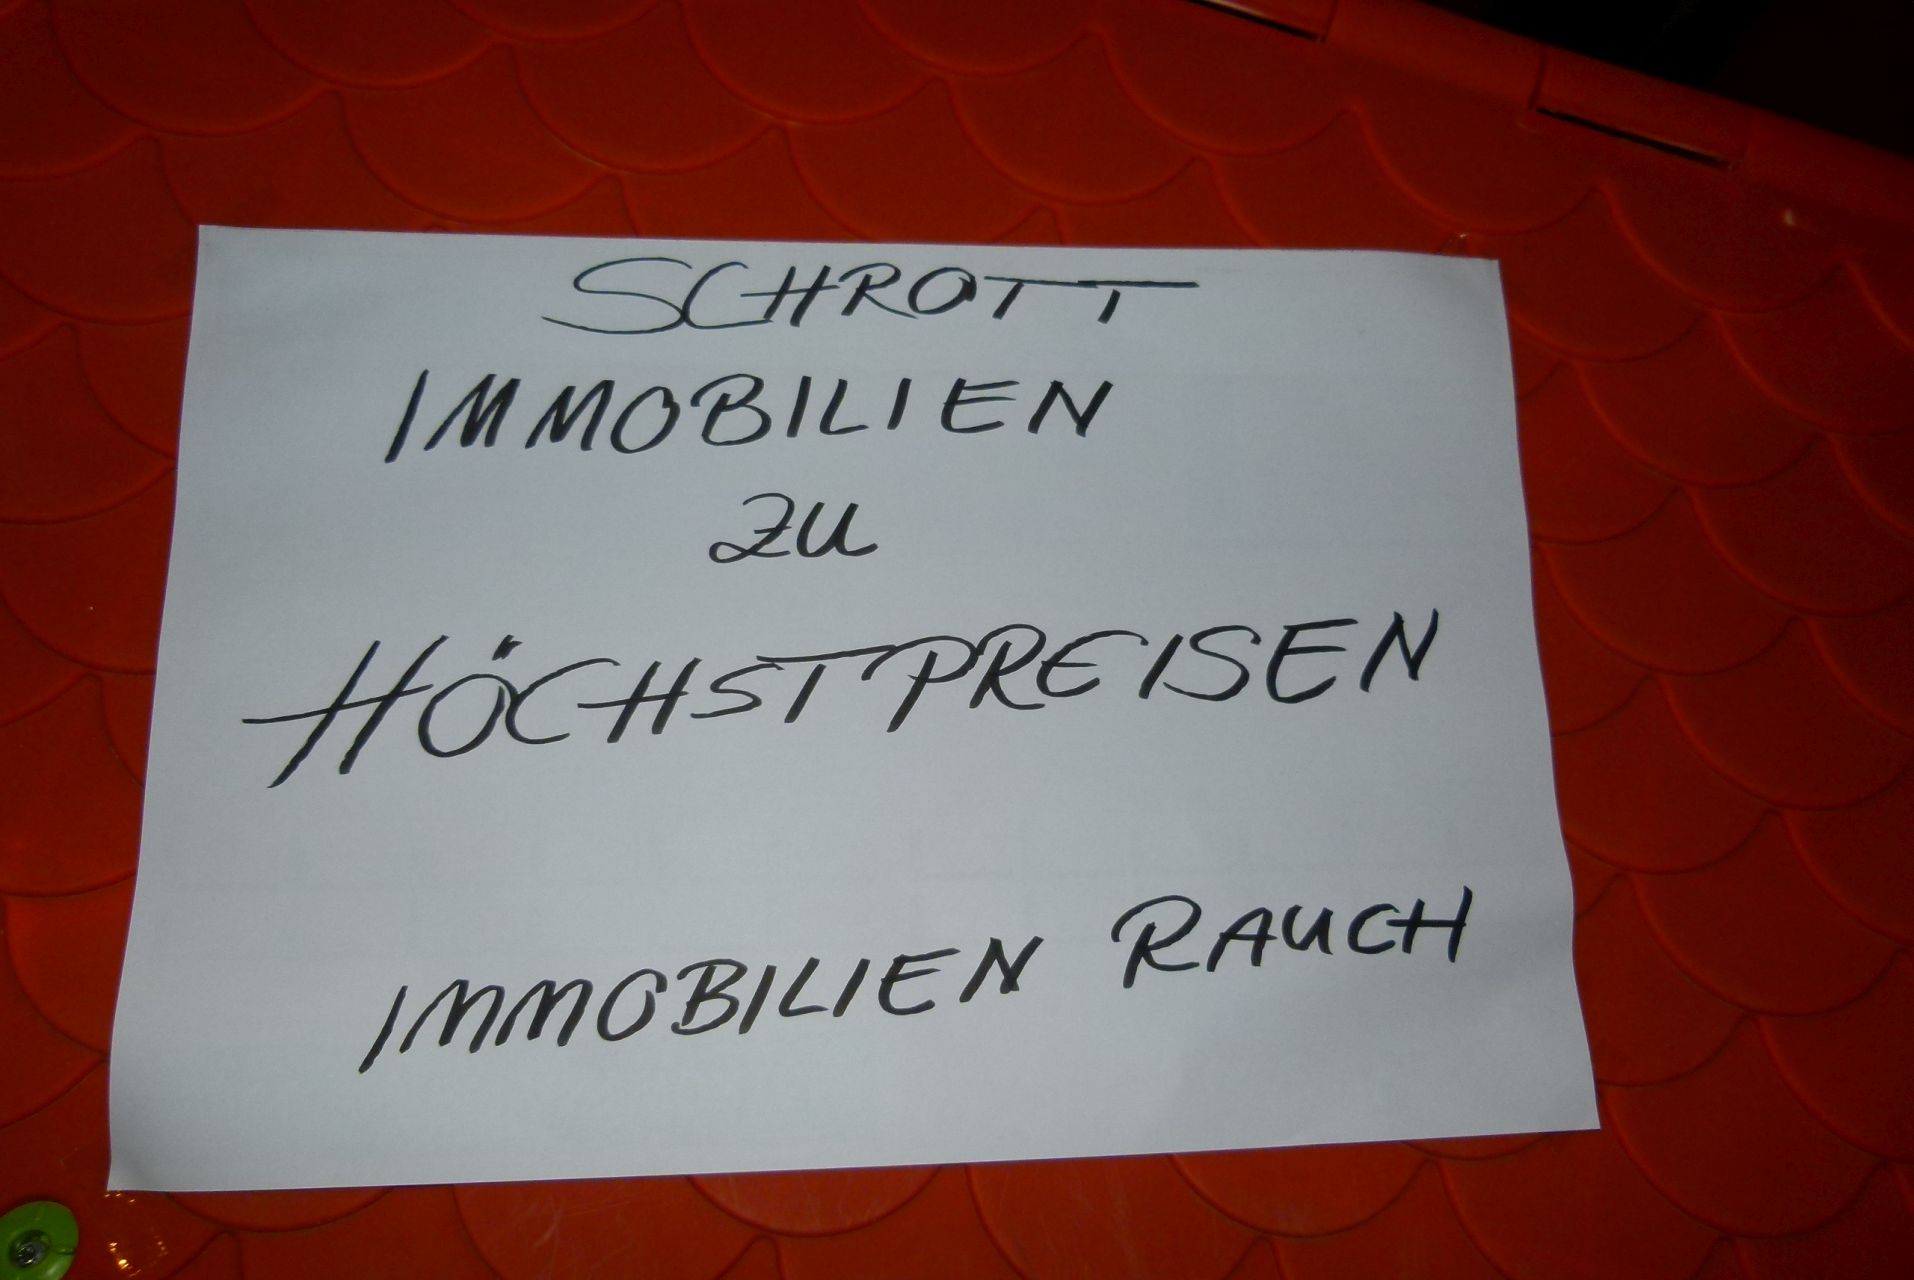 SCHROTT
IMMOBILIEN
ZU
HÖCHSTPREISEN
IMMOBILIEN RAUCH